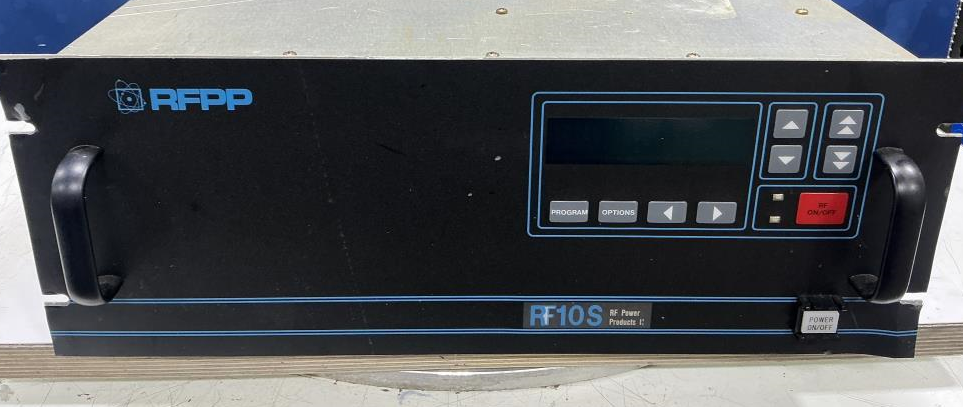 RFPP
PROGRAM
OPTIONS
RF
ON/OFF
RF10S
RF Power
Products
POWER
ON/OFF